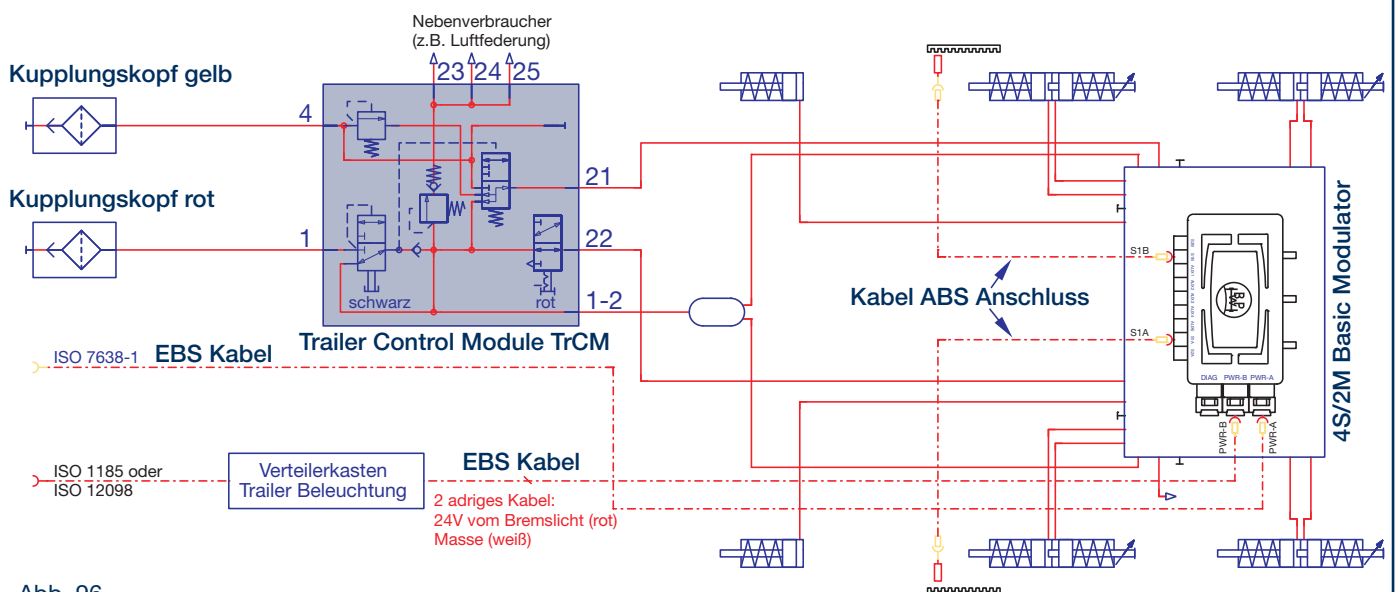 Nebenverbraucher
(z.B. Luftfederung)
Kupplungskopf gelb
23 24 25
4
21
Kupplungskopf rot
1
22
schwarz
rot
1-2
Trailer Control Module TrCM
S1B
Kabel ABS Anschluss
S1A
BPW
4S/2M Basic Modulator
ISO 7638-1 EBS Kabel
DIAG PWR-B PWR-A
PWR-B
PWR-A
ISO 1185 oder
ISO 12098
Verteilerkasten
Trailer Beleuchtung
EBS Kabel
2 adriges Kabel:
24V vom Bremslicht (rot)
Masse (weiß)
Abb. 96